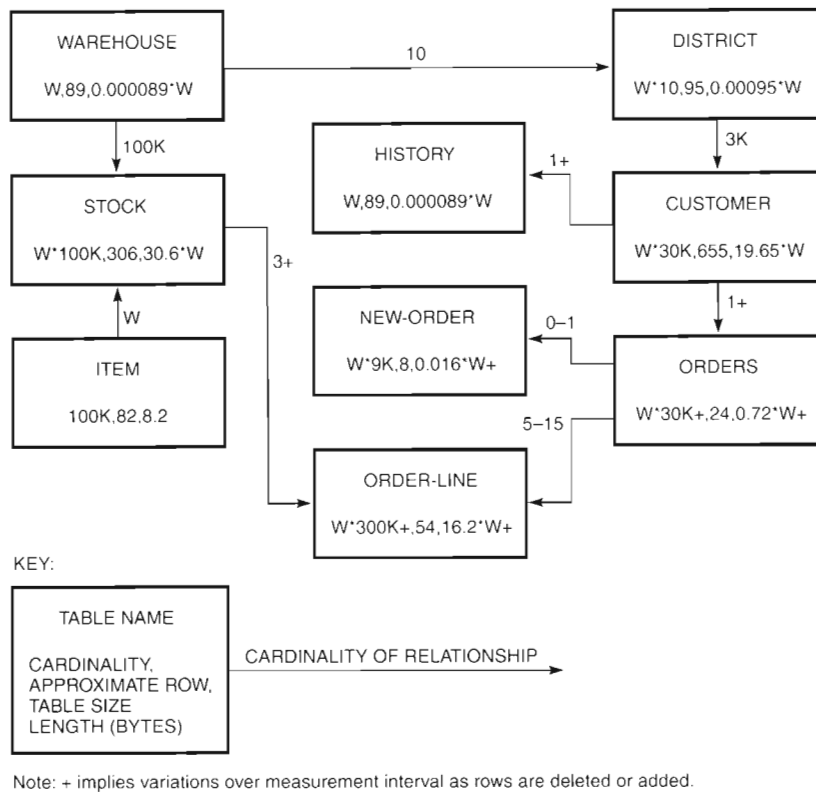 WAREHOUSE
W,89,0.000089*W
10
DISTRICT
W*10,95,0.00095*W
100K
3K
HISTORY
W,89,0.000089*W
1+
STOCK
W*100K,306,30.6*W
CUSTOMER
W*30K,655,19.65*W
3+
W
1+
NEW-ORDER
W*9K,8,0.016*W+
0–1
ITEM
100K,82,8.2
ORDERS
W*30K+,24,0.72*W+
5–15
ORDER-LINE
W*300K+,54,16.2*W+
KEY:
TABLE NAME
CARDINALITY,
APPROXIMATE ROW,
TABLE SIZE
LENGTH (BYTES)
CARDINALITY OF RELATIONSHIP
Note: + implies variations over measurement interval as rows are deleted or added.